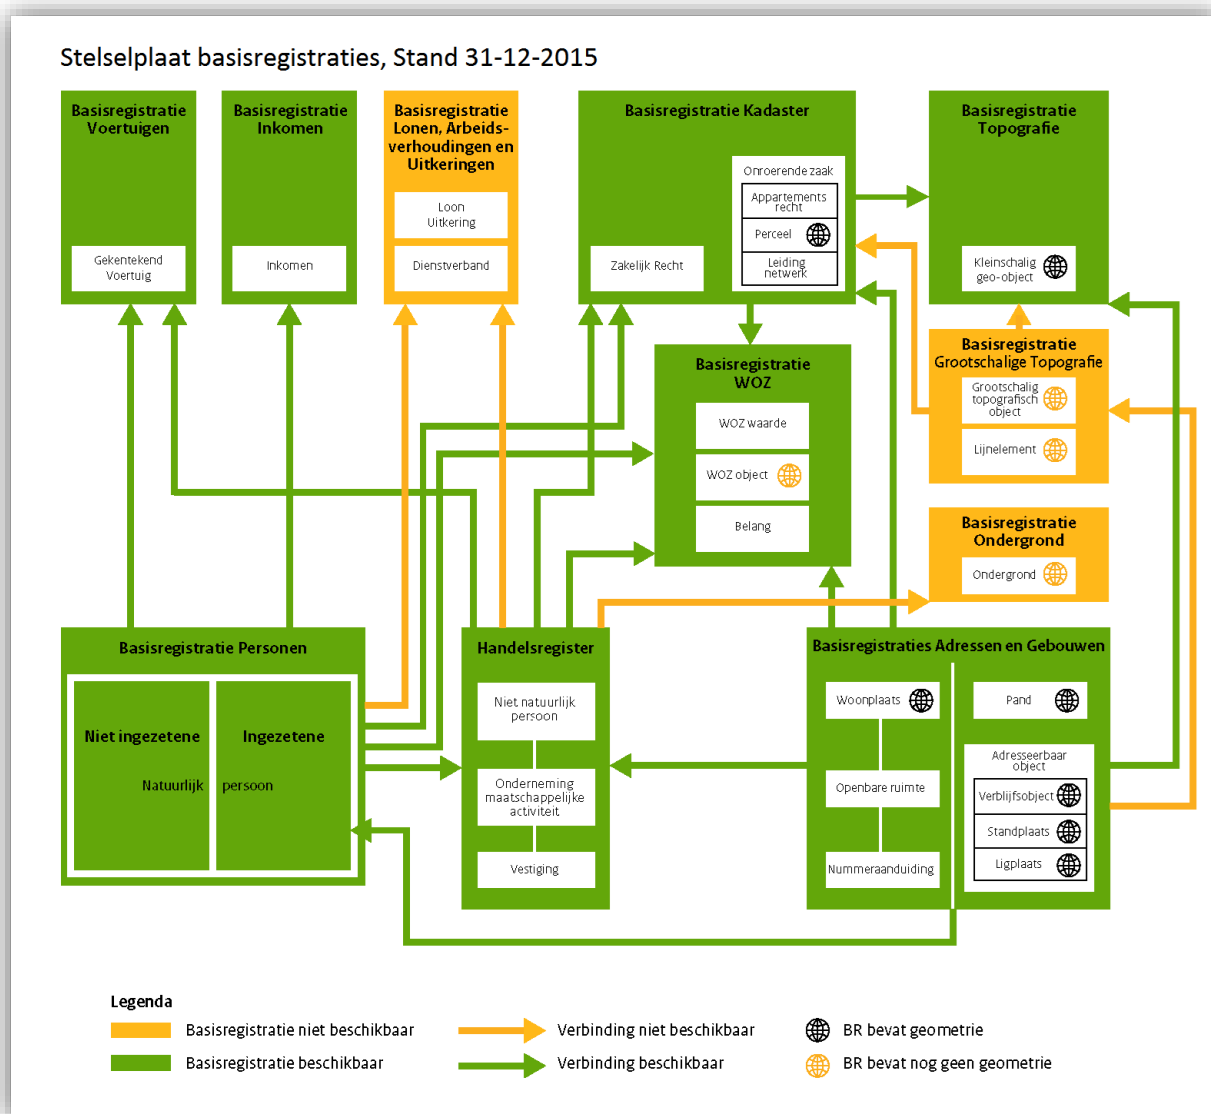 Stelselplaat basisregistraties, Stand 31-12-2015
Basisregistratie
Voertuigen
Gekentekend
Voertuig
Basisregistratie
Inkomen
Inkomen
Basisregistratie
Lonen, Arbeids-
verhoudingen en
Uitkeringen
Loon
Uitkering
Dienstverband
Basisregistratie Kadaster
Onroerende zaak
Appartements
recht
Perceel
Leiding
netwerk
Zakelijk Recht
Basisregistratie
Topografie
Kleinschalig
geo-object
Basisregistratie
Grootschalige Topografie
Grootschalig
topografisch
object
Lijnelement
Basisregistratie
WOZ
WOZ waarde
WOZ object
Belang
Basisregistratie
Ondergrond
Ondergrond
Basisregistratie Personen
Niet ingezetene
Ingezetene
Natuurlijk
persoon
Handelsregister
Niet natuurlijk
persoon
Onderneming
maatschappelijke
activiteit
Vestiging
Basisregistraties Adressen en Gebouwen
Woonplaats
Openbare ruimte
Nummeraanduiding
Pand
Adresseerbaar
object
Verblijfsobject
Standplaats
Ligplaats
Legenda
Basisregistratie niet beschikbaar
Verbinding niet beschikbaar
BR bevat geometrie
Basisregistratie beschikbaar
Verbinding beschikbaar
BR bevat nog geen geometrie